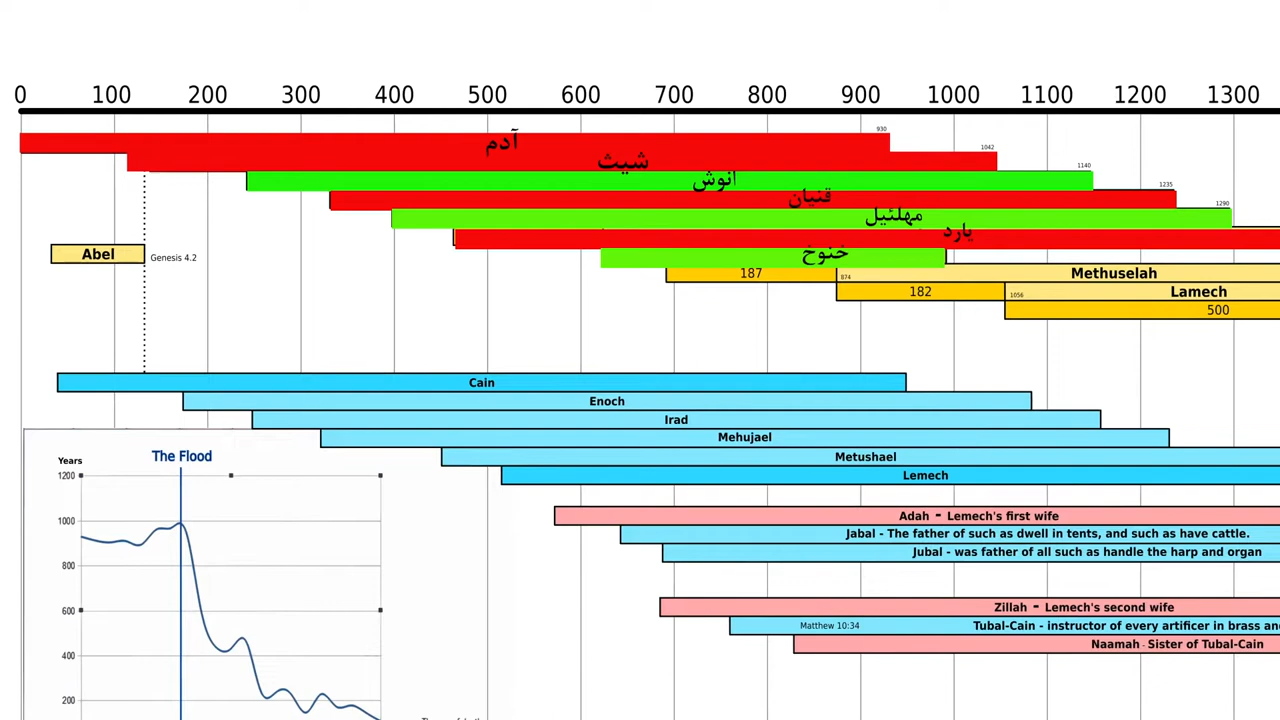 0 100 200 300 400 500 600 700 800 900 1000 1100 1200 1300
آدم 930
شیث 1042
انوش 1140
قنیان 1235
مهلئیل 1290
یارد
Abel Genesis 4.2 خنوخ
187 874 Methuselah
182 1056 Lamech
500
Cain
Enoch
Irad
Mehujael
Metushael
Lemech
Adah - Lemech's first wife
Jabal - The father of such as dwell in tents, and such as have cattle.
Jubal - was father of all such as handle the harp and organ
Zillah - Lemech's second wife
Matthew 10:34 Tubal-Cain - instructor of every artificer in brass
Naamah - Sister of Tubal-Cain
The Flood
Years
1200
1000
800
600
400
200